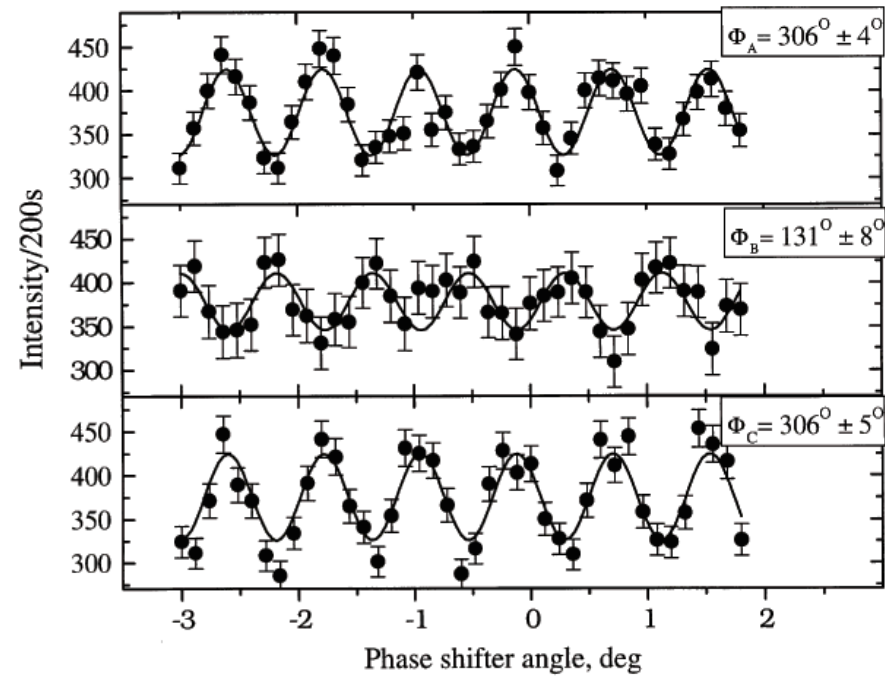 Φ_A = 306° ± 4°
450
400
350
300
Φ_B = 131° ± 8°
450
400
350
300
Φ_C = 306° ± 5°
450
400
350
300
Intensity/200s
-3 -2 -1 0 1 2
Phase shifter angle, deg